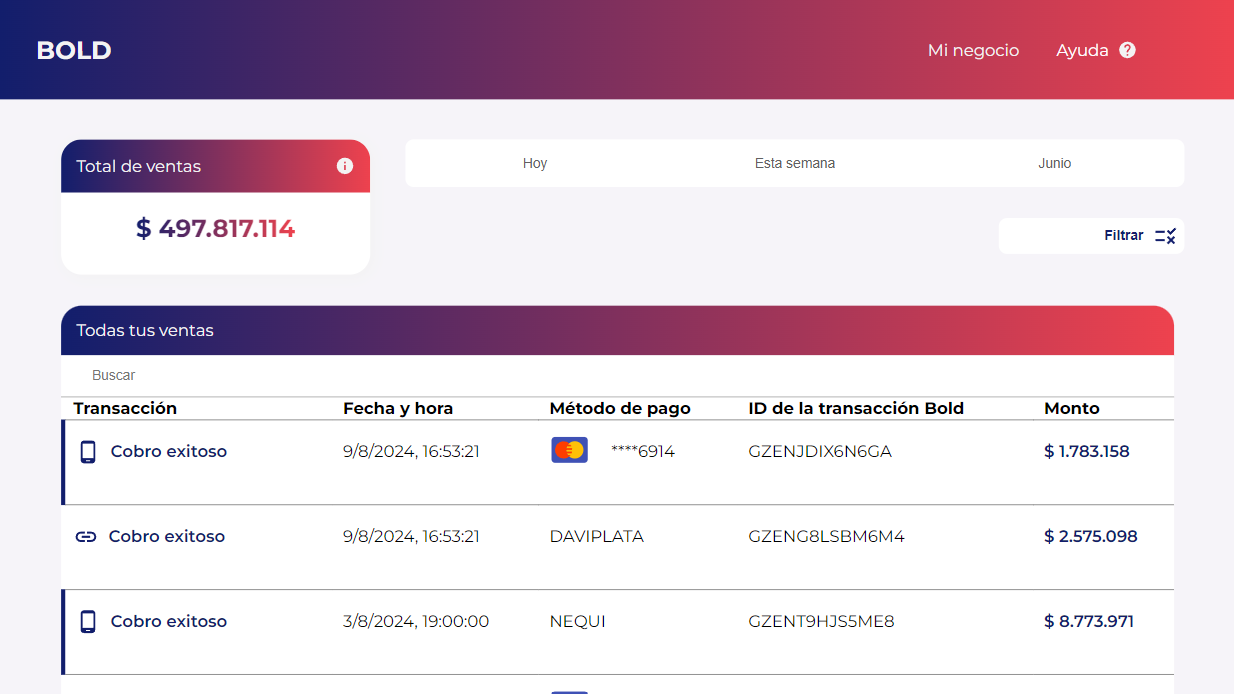 BOLD
Mi negocio
Ayuda ?
Total de ventas
$ 497.817.114
Hoy
Esta semana
Junio
Filtrar
Todas tus ventas
Buscar
Transacción Fecha y hora Método de pago ID de la transacción Bold Monto
Cobro exitoso 9/8/2024, 16:53:21 ****6914 GZENJDIX6N6GA $ 1.783.158
Cobro exitoso 9/8/2024, 16:53:21 DAVIPLATA GZENG8LSBM6M4 $ 2.575.098
Cobro exitoso 3/8/2024, 19:00:00 NEQUI GZENT9HJS5ME8 $ 8.773.971